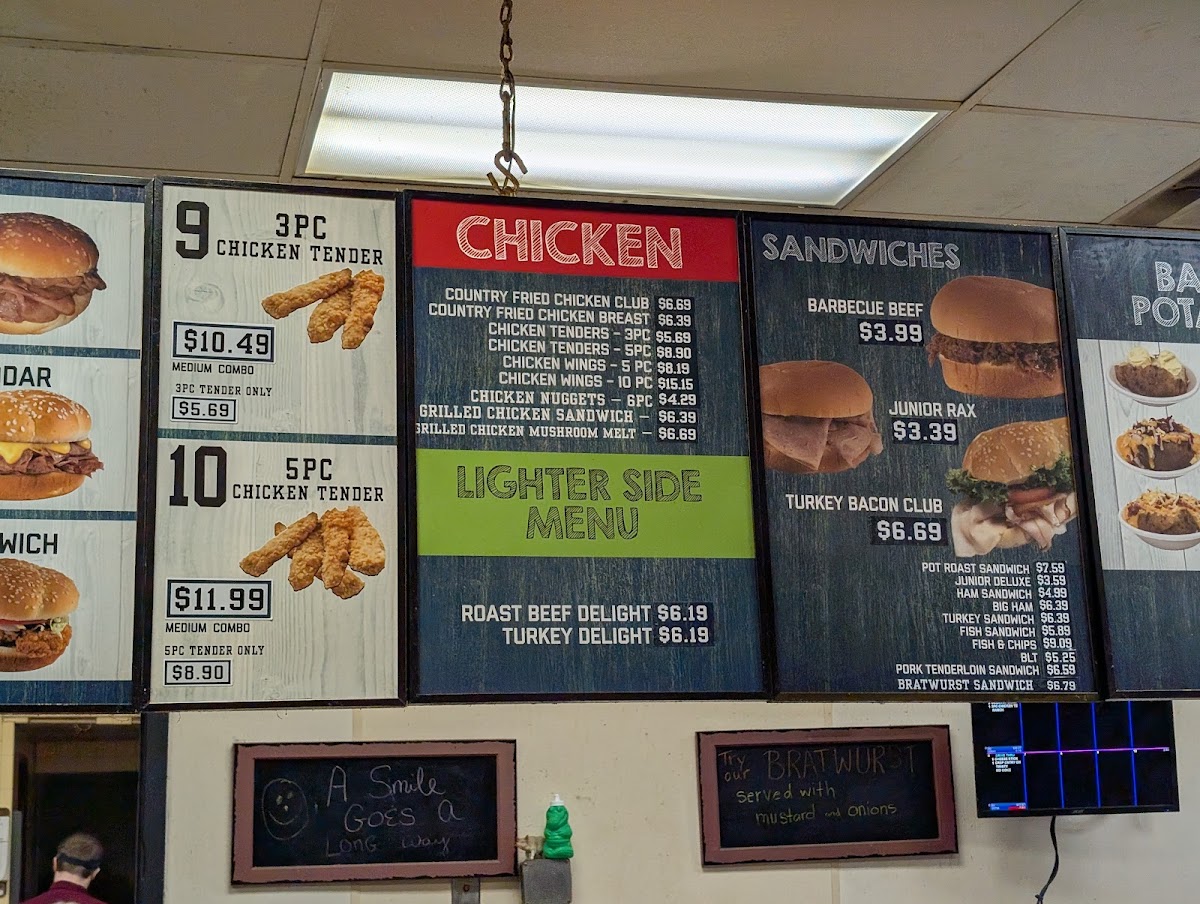 DAR
WICH
9
3PC
CHICKEN TENDER
$10.49
MEDIUM COMBO
3PC TENDER ONLY
$5.69
10
5PC
CHICKEN TENDER
$11.99
MEDIUM COMBO
5PC TENDER ONLY
$8.90
CHICKEN
COUNTRY FRIED CHICKEN CLUB $6.69
COUNTRY FRIED CHICKEN BREAST $6.39
CHICKEN TENDERS - 3PC $5.69
CHICKEN TENDERS - 5PC $8.90
CHICKEN WINGS - 5 PC $8.19
CHICKEN WINGS - 10 PC $15.15
CHICKEN NUGGETS - 6PC $4.29
GRILLED CHICKEN SANDWICH - $6.39
GRILLED CHICKEN MUSHROOM MELT - $6.69
LIGHTER SIDE
MENU
ROAST BEEF DELIGHT $6.19
TURKEY DELIGHT $6.19
SANDWICHES
BARBECUE BEEF
$3.99
JUNIOR RAX
$3.39
TURKEY BACON CLUB
$6.69
POT ROAST SANDWICH $7.59
JUNIOR DELUXE $3.59
HAM SANDWICH $4.99
BIG HAM $6.39
TURKEY SANDWICH $6.39
FISH SANDWICH $5.89
FISH & CHIPS $9.09
BLT $5.25
PORK TENDERLOIN SANDWICH $6.59
BRATWURST SANDWICH $6.79
BA
POTA
A Smile
GOES A
LONG way
Try our BRATWURST
served with
mustard and onions